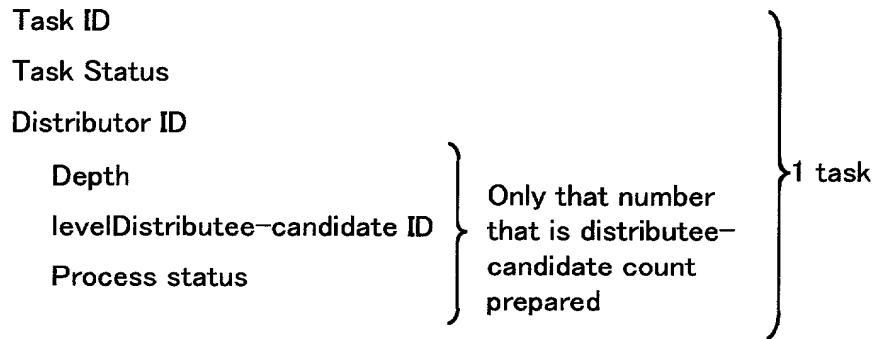 Task ID
Task Status
Distributor ID
Depth
levelDistributee-candidate ID
Process status
Only that number
that is distributee-
candidate count
prepared
1 task